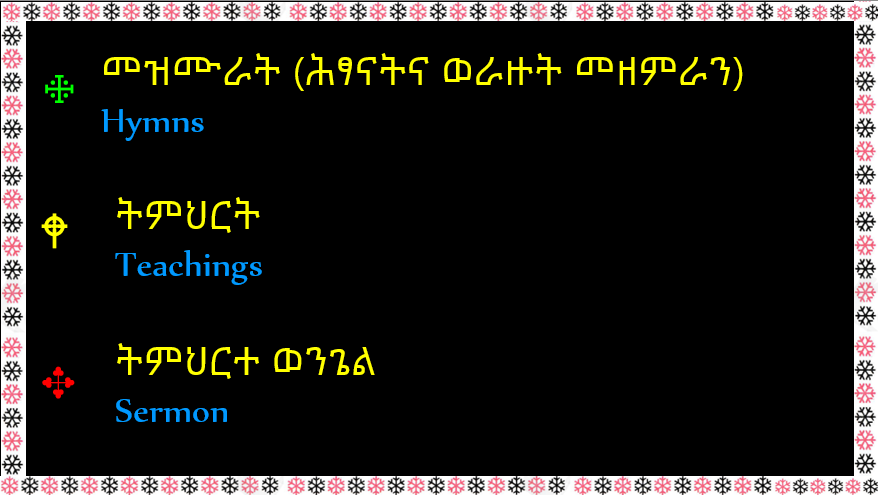 መዝሙራት (ሕፃናትና ወራዙት መዘምራን)
Hymns
ትምህርት
Teachings
ትምህርተ ወንጌል
Sermon